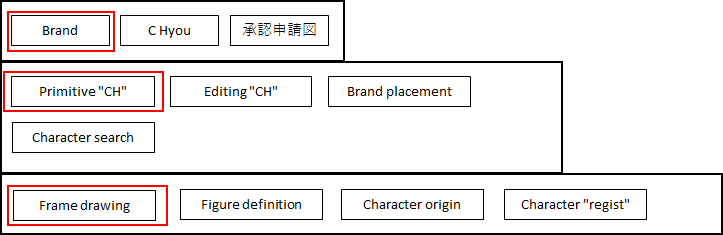 Brand
C Hyou
承認申請図
Primitive "CH"
Editing "CH"
Brand placement
Character search
Frame drawing
Figure definition
Character origin
Character "regist"